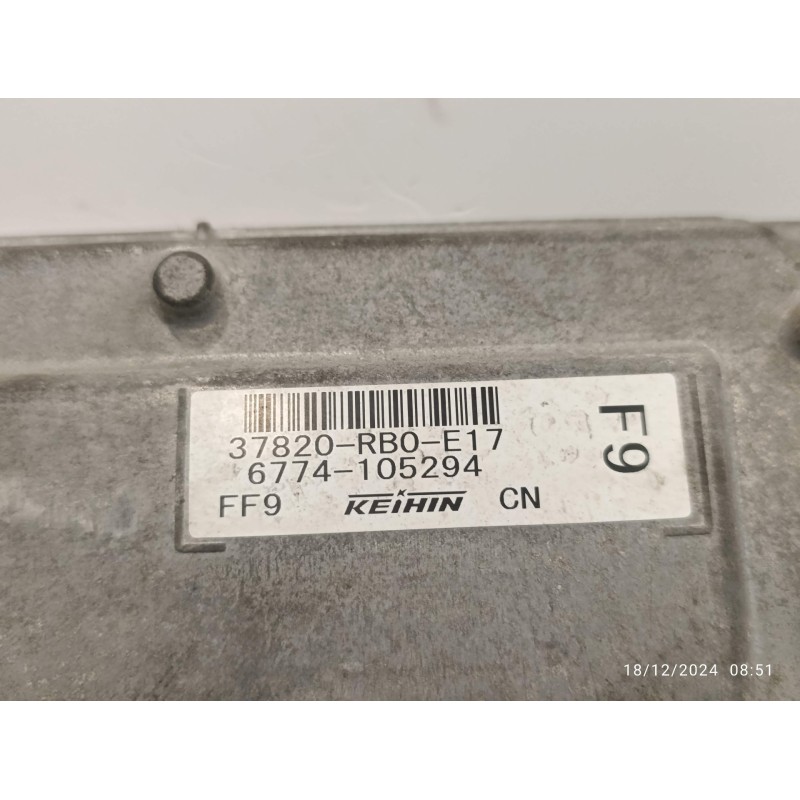 37820-RB0-E17
6774-105294
FF9 KEIHIN CN
F9
18/12/2024 08:51